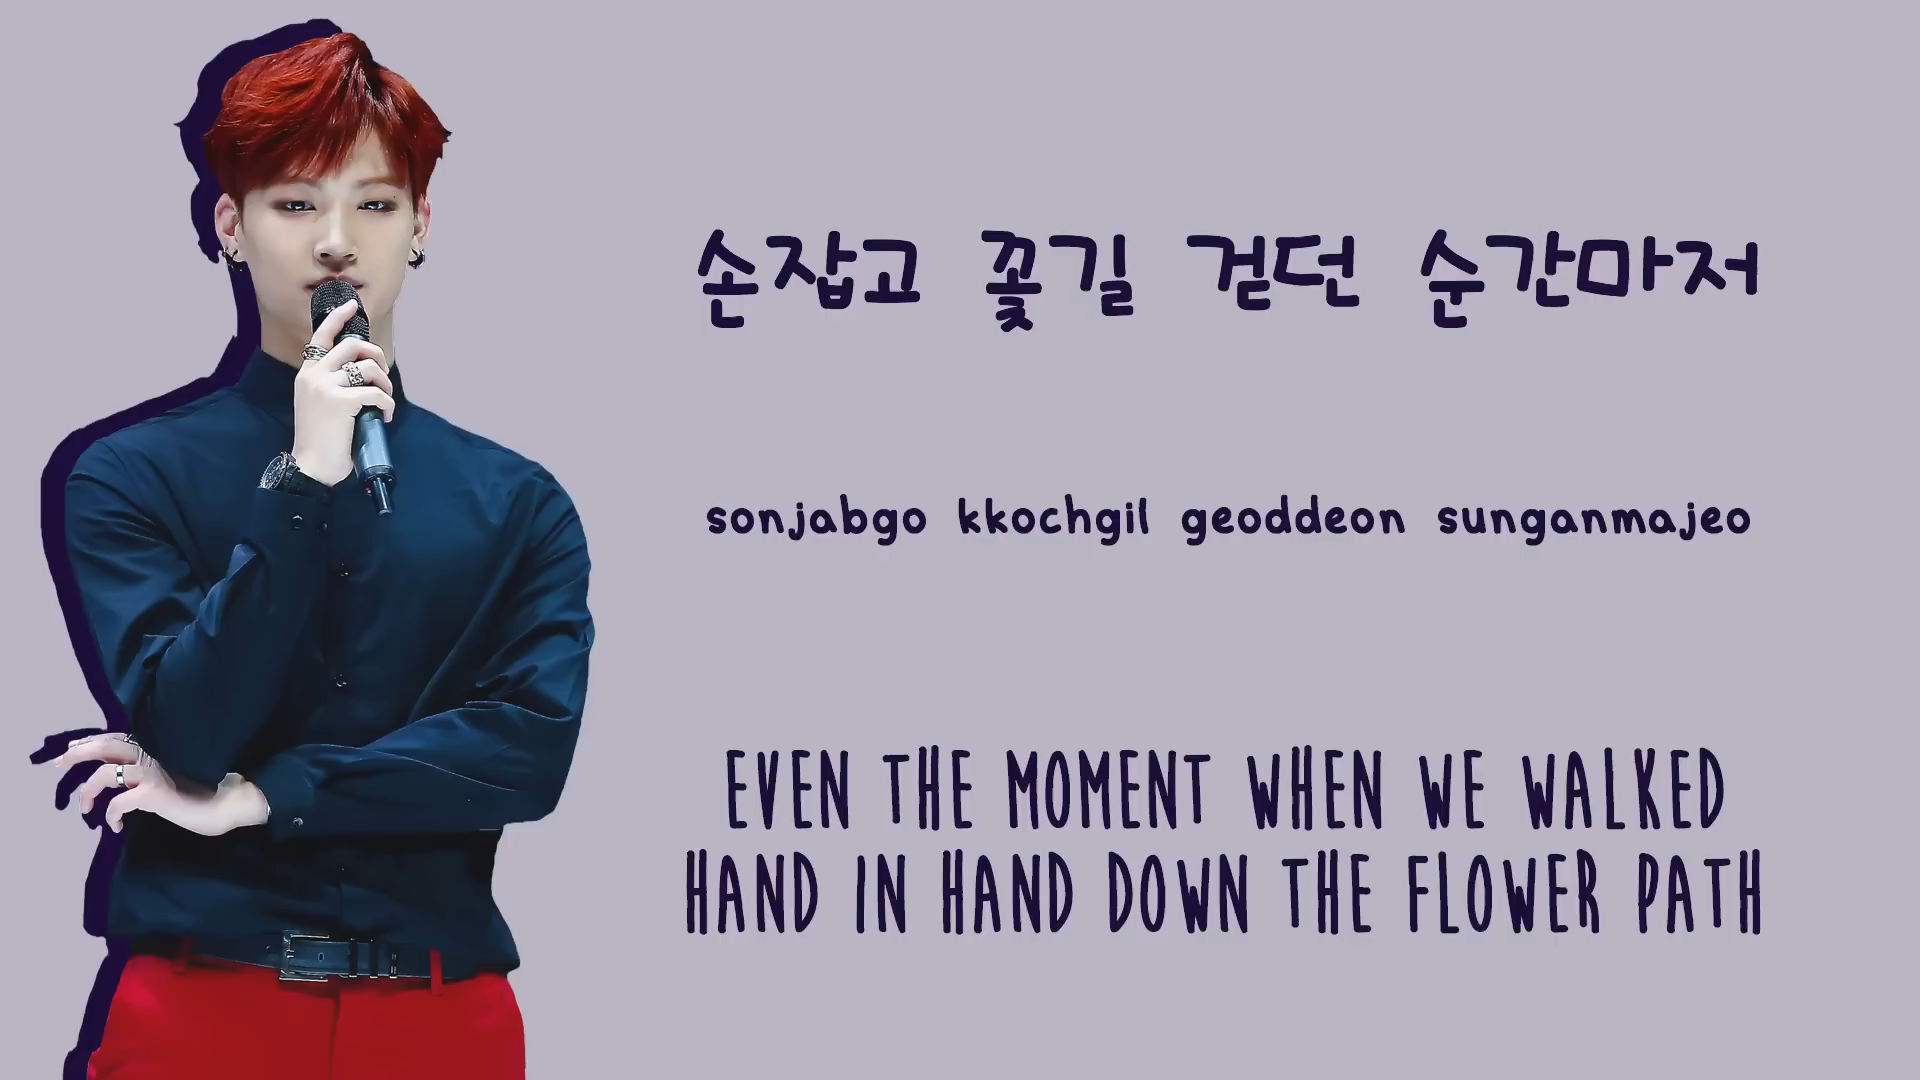 손잡고 꽃길 걷던 순간마저
sonjabgo kkochgil geoddeon sunganmajeo
EVEN THE MOMENT WHEN WE WALKED
HAND IN HAND DOWN THE FLOWER PATH